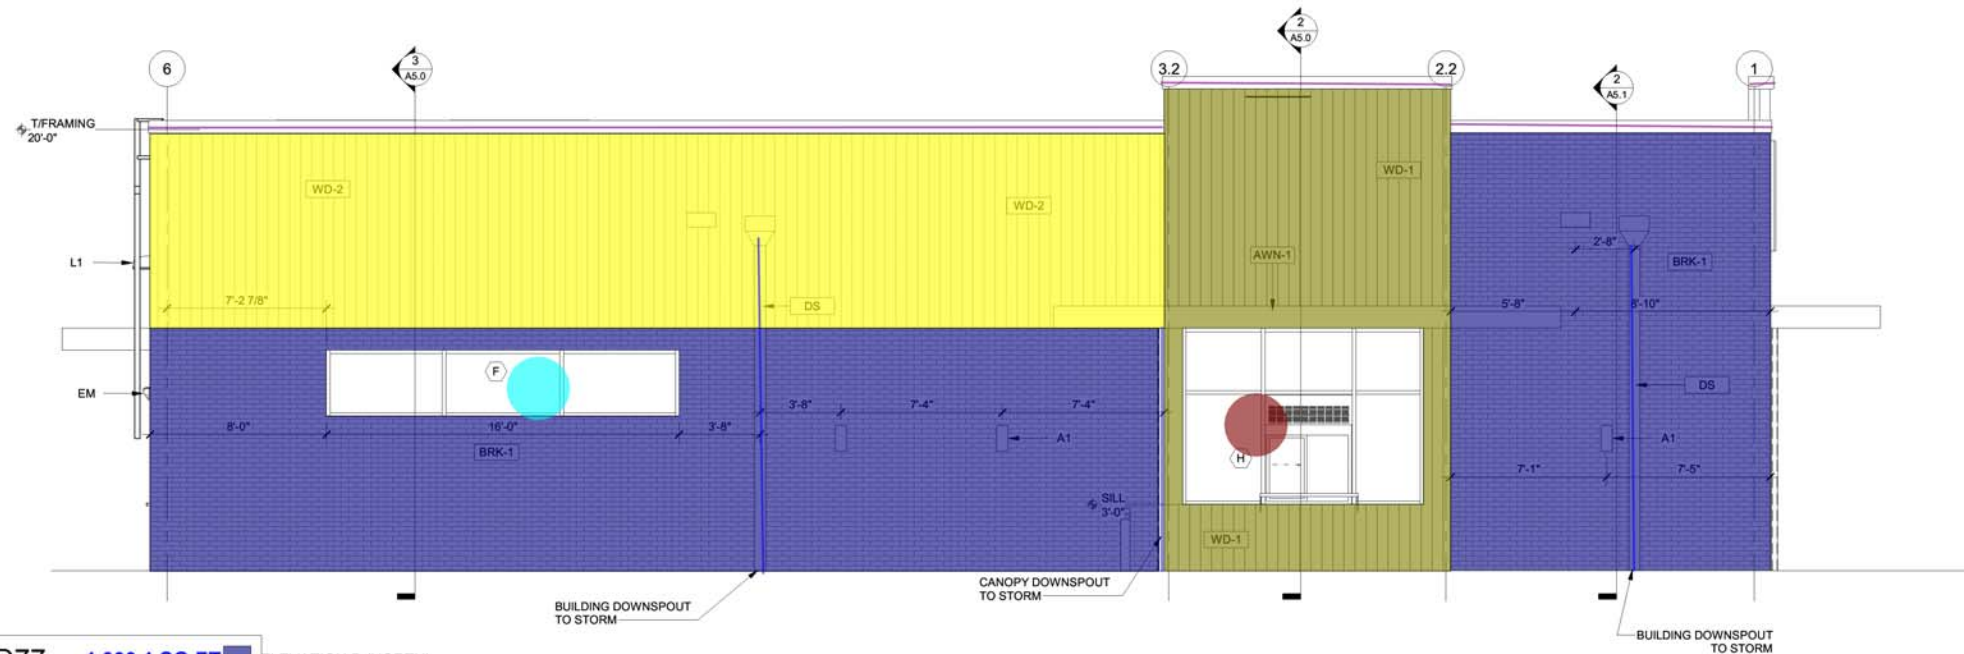 2
A5.0
6
3
A5.0
3.2
2.2
1
2
A5.1
T/FRAMING
20'-0"
WD-1
WD-2
WD-2
2'-8"
L1
AWN-1
BRK-1
7'-2 7/8"
DS
5'-8"
8'-10"
F
EM
DS
3'-8"
7'-4"
7'-4"
8'-0"
16'-0"
3'-8"
A1
A1
BRK-1
H
7'-1"
7'-5"
SILL
3'-0"
WD-1
CANOPY DOWNSPOUT
TO STORM
BUILDING DOWNSPOUT
TO STORM
BUILDING DOWNSPOUT
TO STORM